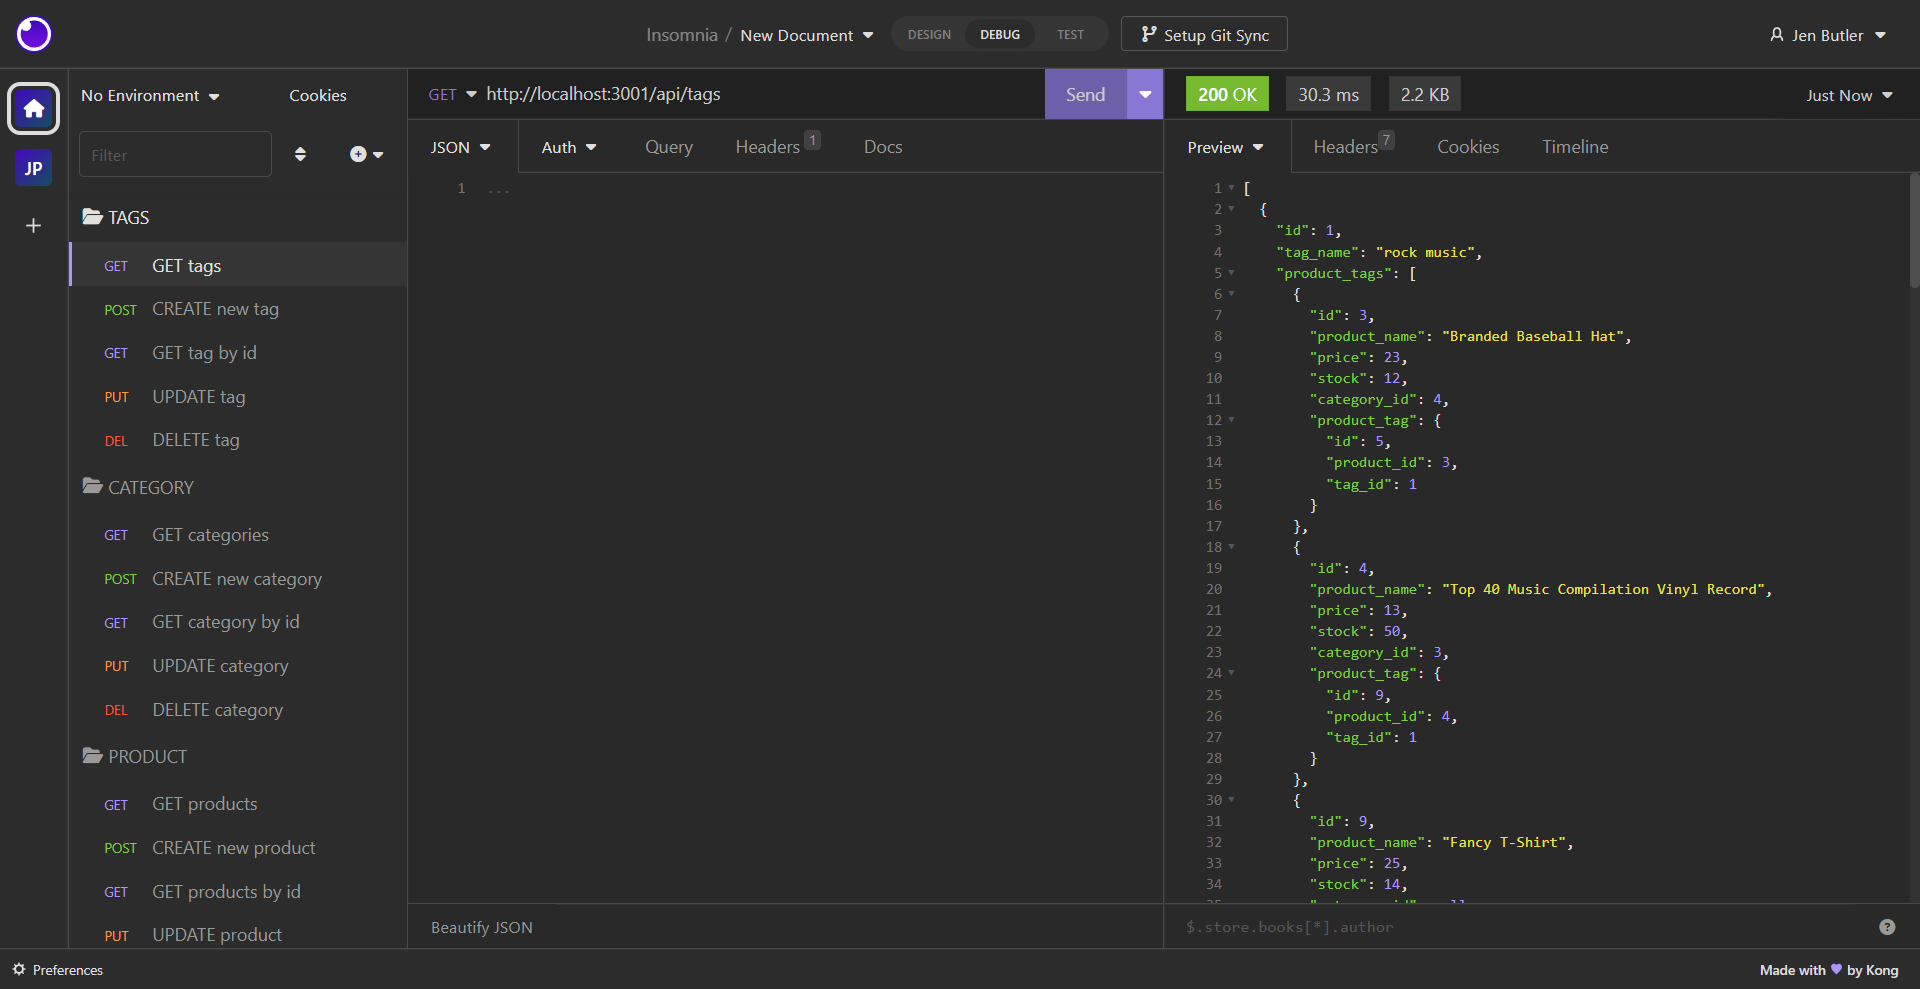 Insomnia / New Document
DESIGN DEBUG TEST
Setup Git Sync
Jen Butler
JP
No Environment
Cookies
Filter
TAGS
GET GET tags
POST CREATE new tag
GET GET tag by id
PUT UPDATE tag
DEL DELETE tag
CATEGORY
GET GET categories
POST CREATE new category
GET GET category by id
PUT UPDATE category
DEL DELETE category
PRODUCT
GET GET products
POST CREATE new product
GET GET products by id
PUT UPDATE product
GET http://localhost:3001/api/tags
Send
JSON Auth Query Headers 1 Docs
1 ...
Beautify JSON
200 OK 30.3 ms 2.2 KB Just Now
Preview Headers 7 Cookies Timeline
1 [
2 {
3 "id": 1,
4 "tag_name": "rock music",
5 "product_tags": [
6 {
7 "id": 3,
8 "product_name": "Branded Baseball Hat",
9 "price": 23,
10 "stock": 12,
11 "category_id": 4,
12 "product_tag": {
13 "id": 5,
14 "product_id": 3,
15 "tag_id": 1
16 }
17 },
18 {
19 "id": 4,
20 "product_name": "Top 40 Music Compilation Vinyl Record",
21 "price": 13,
22 "stock": 50,
23 "category_id": 3,
24 "product_tag": {
25 "id": 9,
26 "product_id": 4,
27 "tag_id": 1
28 }
29 },
30 {
31 "id": 9,
32 "product_name": "Fancy T-Shirt",
33 "price": 25,
34 "stock": 14,
$.store.books[*].author
?
Preferences
Made with by Kong